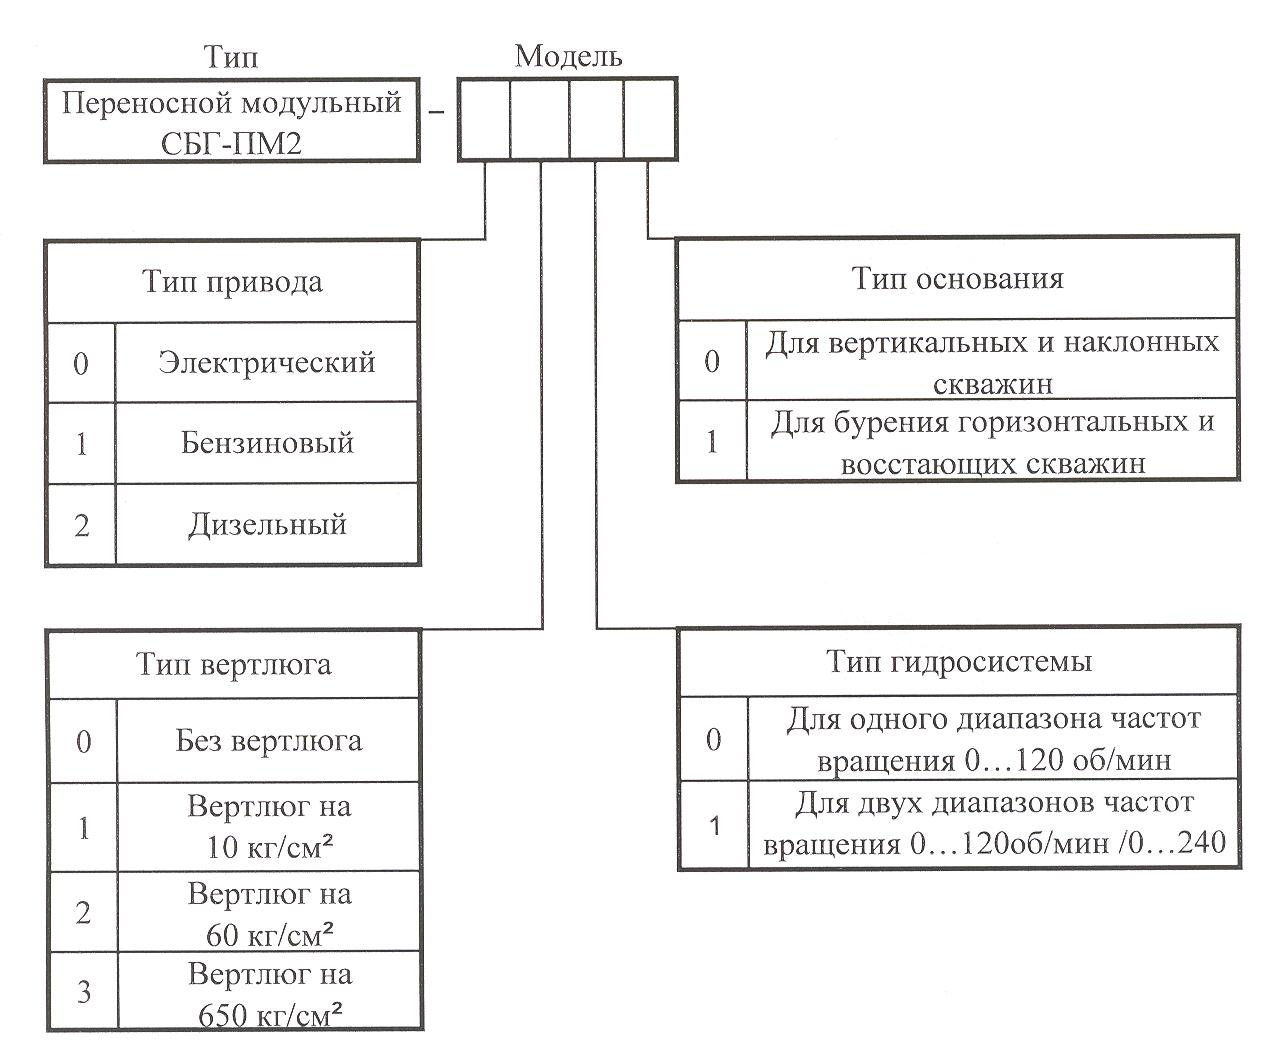 Тип
Модель
Переносной модульный
СБГ-ПМ2
–
Тип привода
0
Электрический
1
Бензиновый
2
Дизельный
Тип основания
0
Для вертикальных и наклонных
скважин
1
Для бурения горизонтальных и
восстающих скважин
Тип вертлюга
0
Без вертлюга
1
Вертлюг на
10 кг/см²
2
Вертлюг на
60 кг/см²
3
Вертлюг на
650 кг/см²
Тип гидросистемы
0
Для одного диапазона частот
вращения 0…120 об/мин
1
Для двух диапазонов частот
вращения 0…120об/мин /0…240